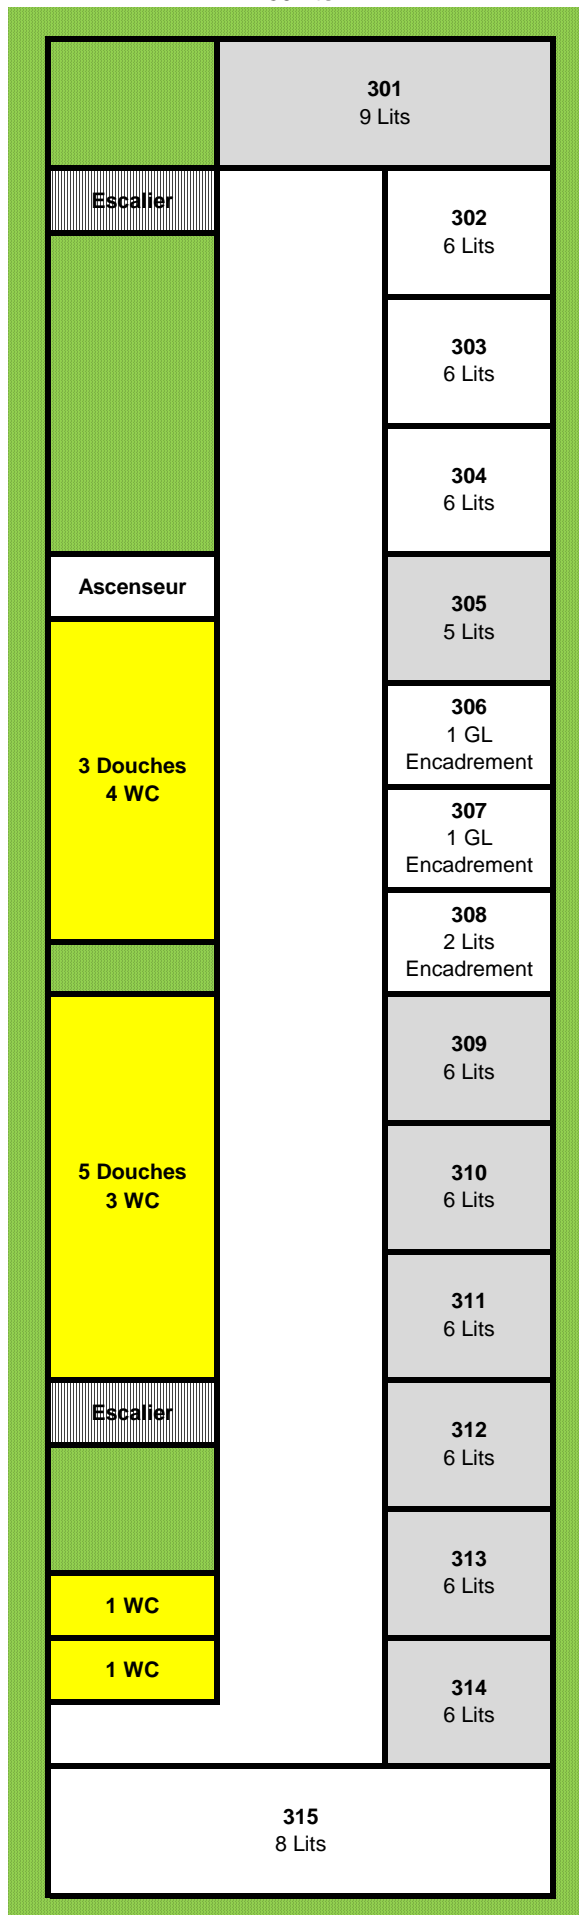 301
9 Lits
Escalier
302
6 Lits
303
6 Lits
304
6 Lits
Ascenseur
305
5 Lits
3 Douches
4 WC
306
1 GL
Encadrement
307
1 GL
Encadrement
308
2 Lits
Encadrement
5 Douches
3 WC
309
6 Lits
310
6 Lits
311
6 Lits
Escalier
312
6 Lits
313
6 Lits
1 WC
1 WC
314
6 Lits
315
8 Lits